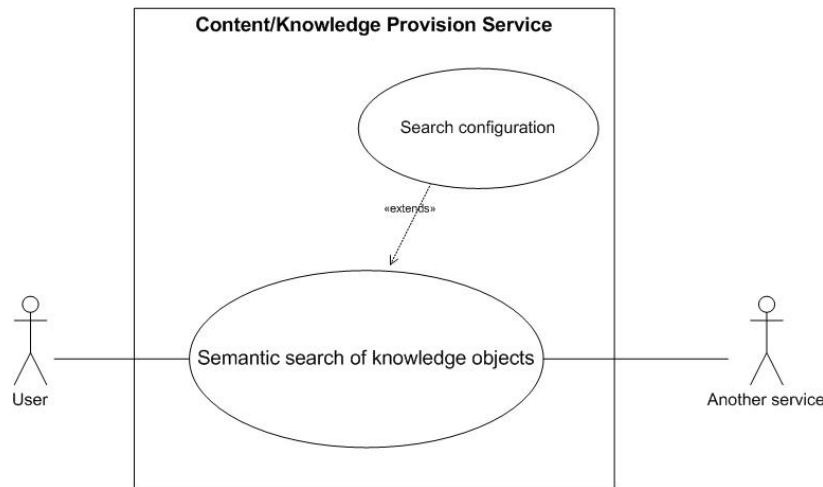 Content/Knowledge Provision Service
Search configuration
«extends»
Semantic search of knowledge objects
User
Another service